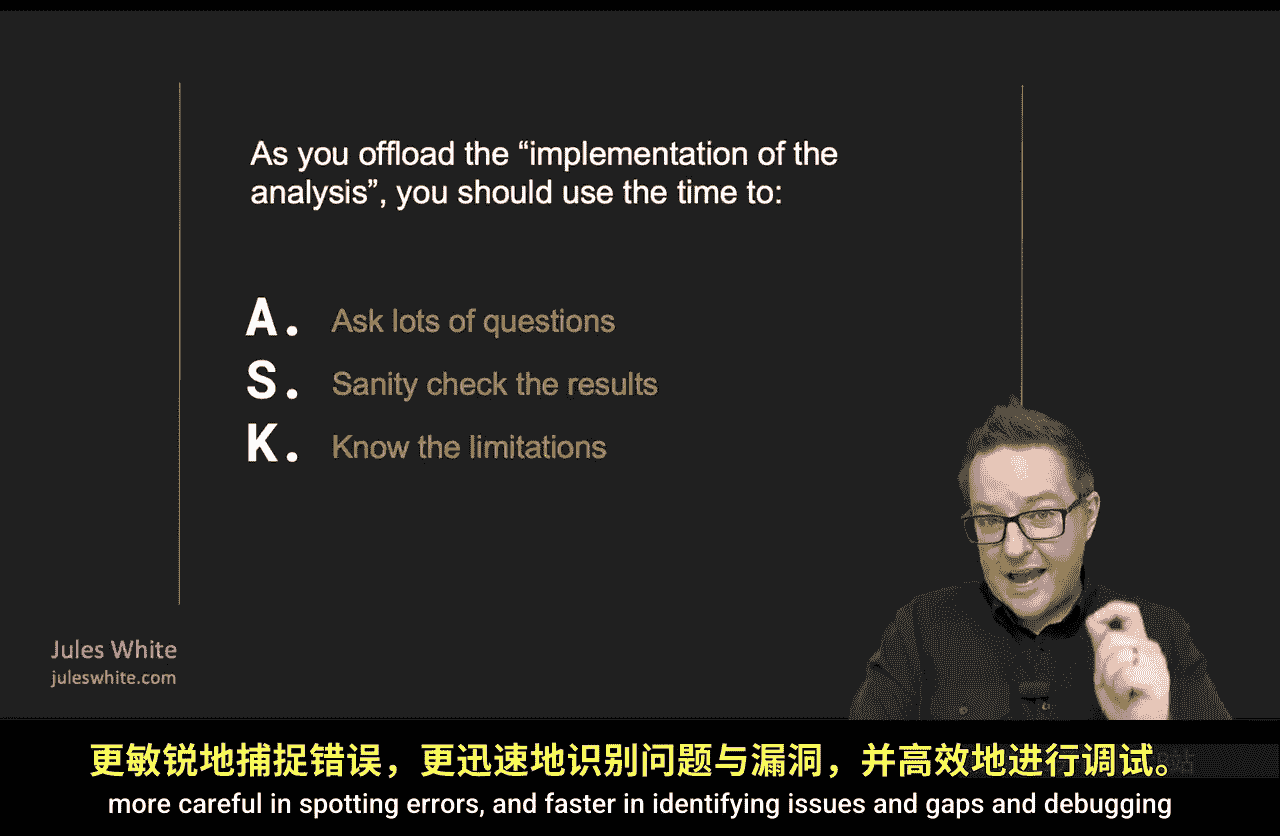 As you offload the “implementation of the
analysis”, you should use the time to:
A. Ask lots of questions
S. Sanity check the results
K. Know the limitations
Jules White
juleswhite.com
更敏锐地捕捉错误，更迅速地识别问题与漏洞，并高效地进行调试。
more careful in spotting errors, and faster in identifying issues and gaps and debugging